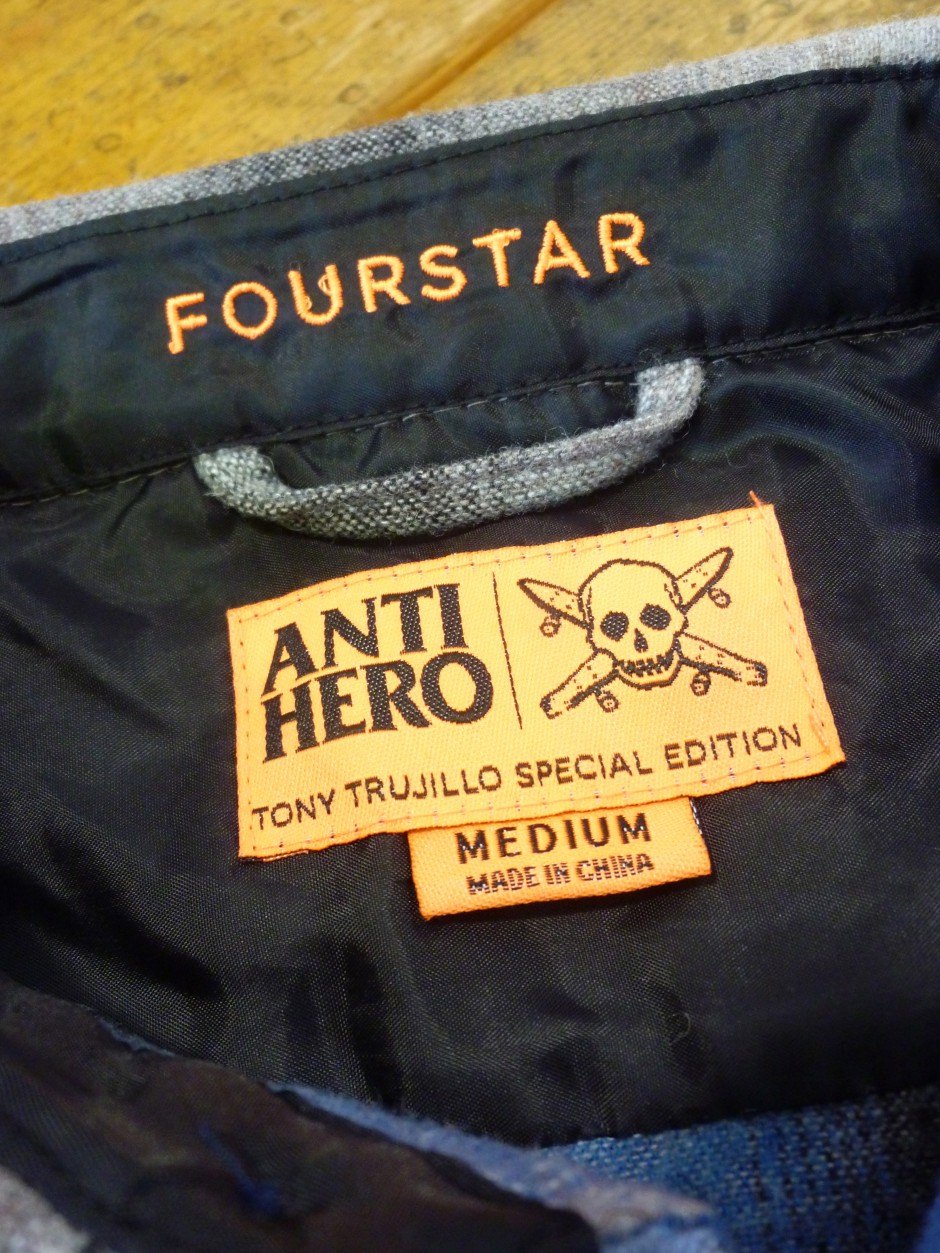 FOURSTAR
ANTI
HERO
TONY TRUJILLO SPECIAL EDITION
MEDIUM
MADE IN CHINA